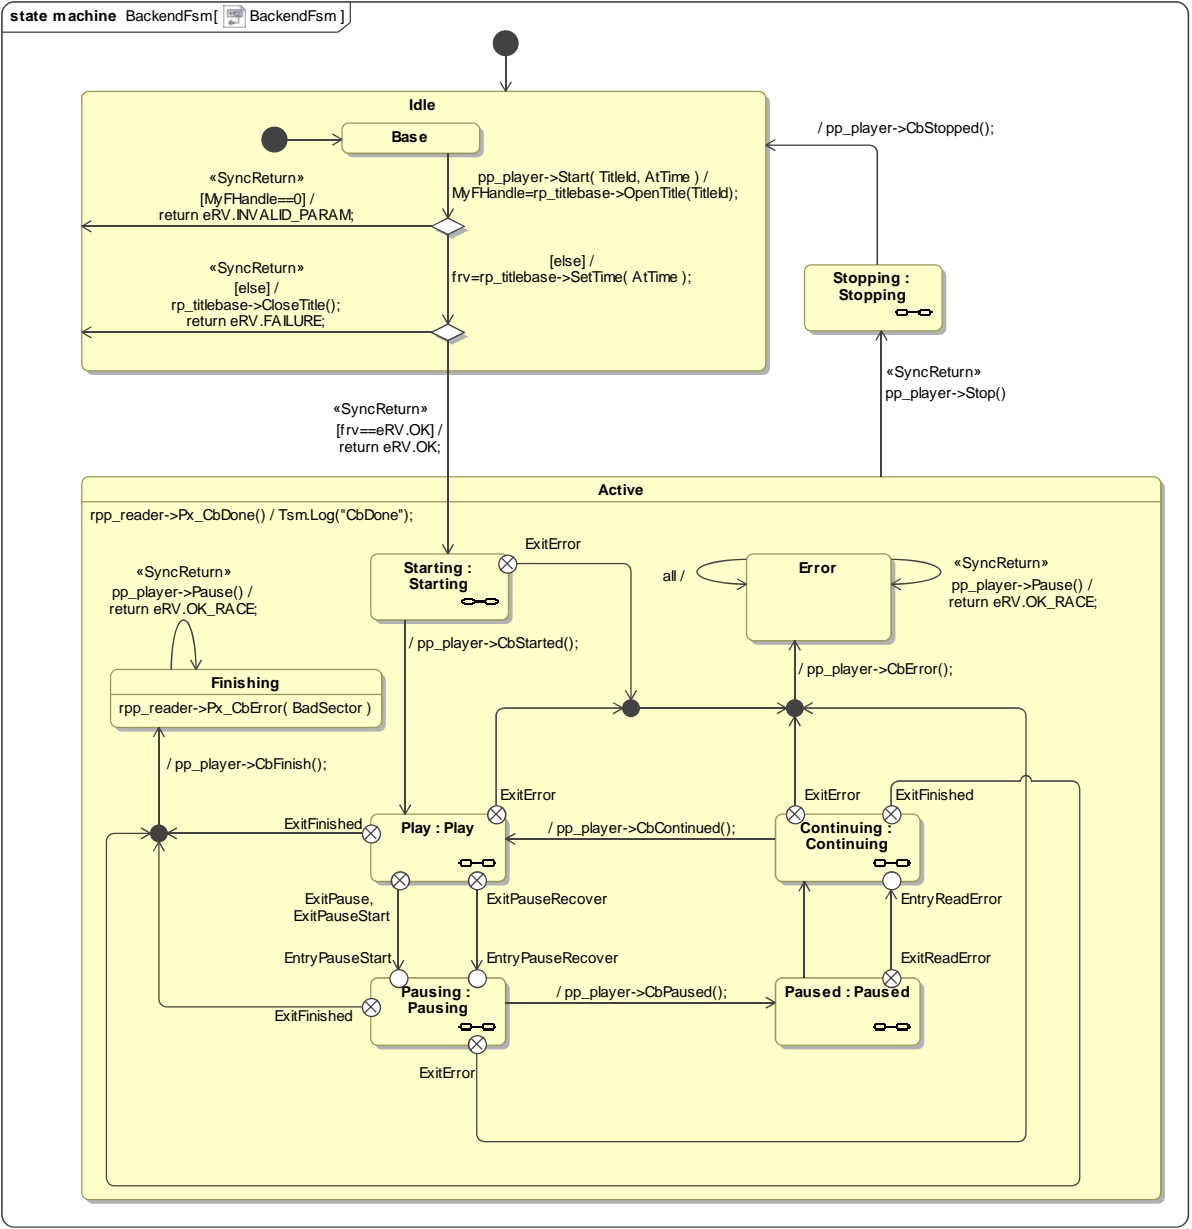 state machine BackendFsm[ BackendFsm ]
Idle
Base
/ pp_player->CbStopped();
«SyncReturn»
[MyFHandle==0] /
return eRV.INVALID_PARAM;
pp_player->Start( TitleId, AtTime ) /
MyFHandle=rp_titlebase->OpenTitle(TitleId);
«SyncReturn»
[else] /
rp_titlebase->CloseTitle();
return eRV.FAILURE;
[else] /
frv=rp_titlebase->SetTime( AtTime );
Stopping :
Stopping
«SyncReturn»
pp_player->Stop()
«SyncReturn»
[frv==eRV.OK] /
return eRV.OK;
Active
rpp_reader->Px_CbDone() / Tsm.Log("CbDone");
ExitError
Starting :
Starting
«SyncReturn»
pp_player->Pause() /
return eRV.OK_RACE;
all /
Error
«SyncReturn»
pp_player->Pause() /
return eRV.OK_RACE;
/ pp_player->CbStarted();
/ pp_player->CbError();
Finishing
rpp_reader->Px_CbError( BadSector )
/ pp_player->CbFinish();
ExitError
ExitError
ExitFinished
ExitFinished
Play : Play
/ pp_player->CbContinued();
Continuing :
Continuing
ExitPause,
ExitPauseStart
ExitPauseRecover
EntryReadError
EntryPauseStart
EntryPauseRecover
ExitReadError
Pausing :
Pausing
/ pp_player->CbPaused();
Paused : Paused
ExitFinished
ExitError